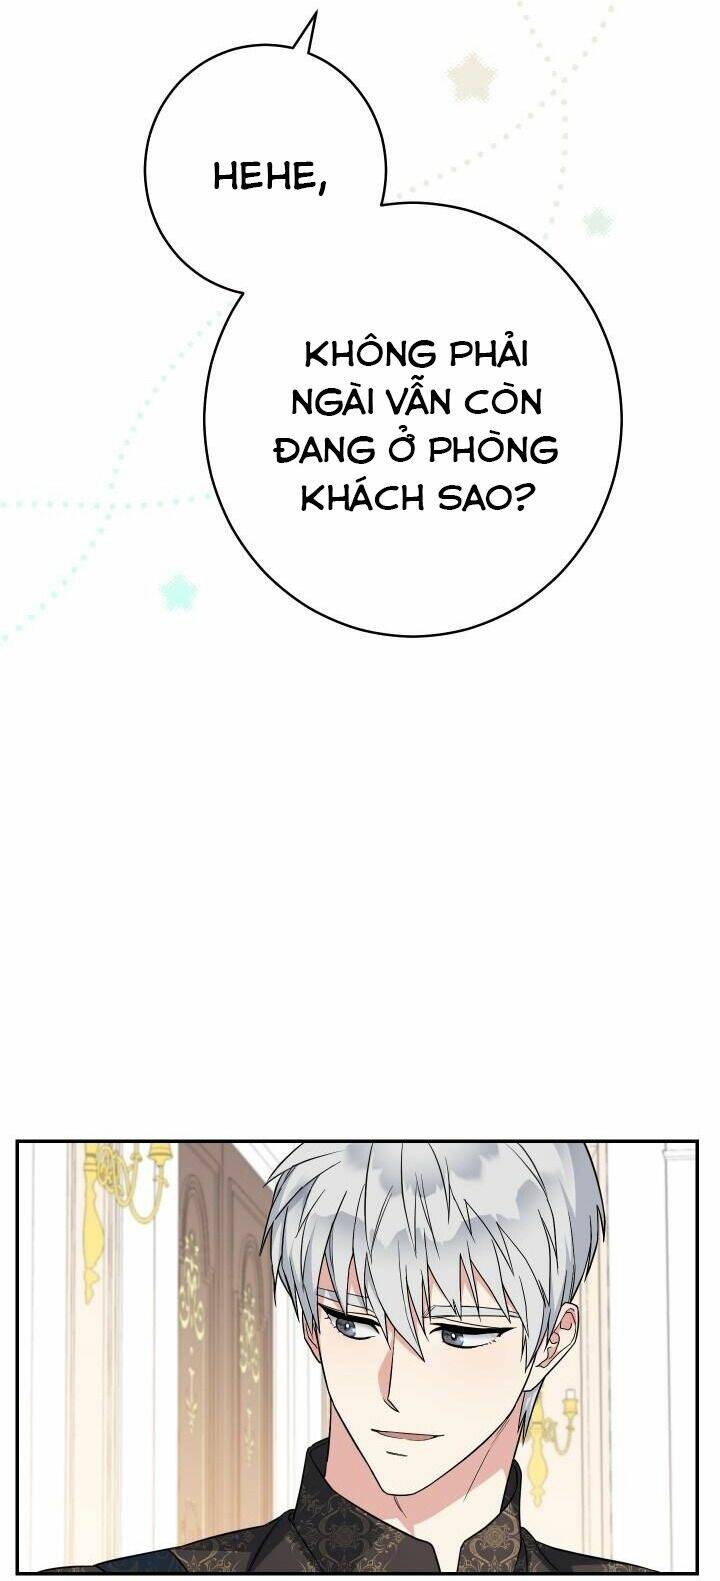 HEHE,
KHÔNG PHẢI
NGÀI VẪN CÒN
ĐANG Ở PHÒNG
KHÁCH SAO?